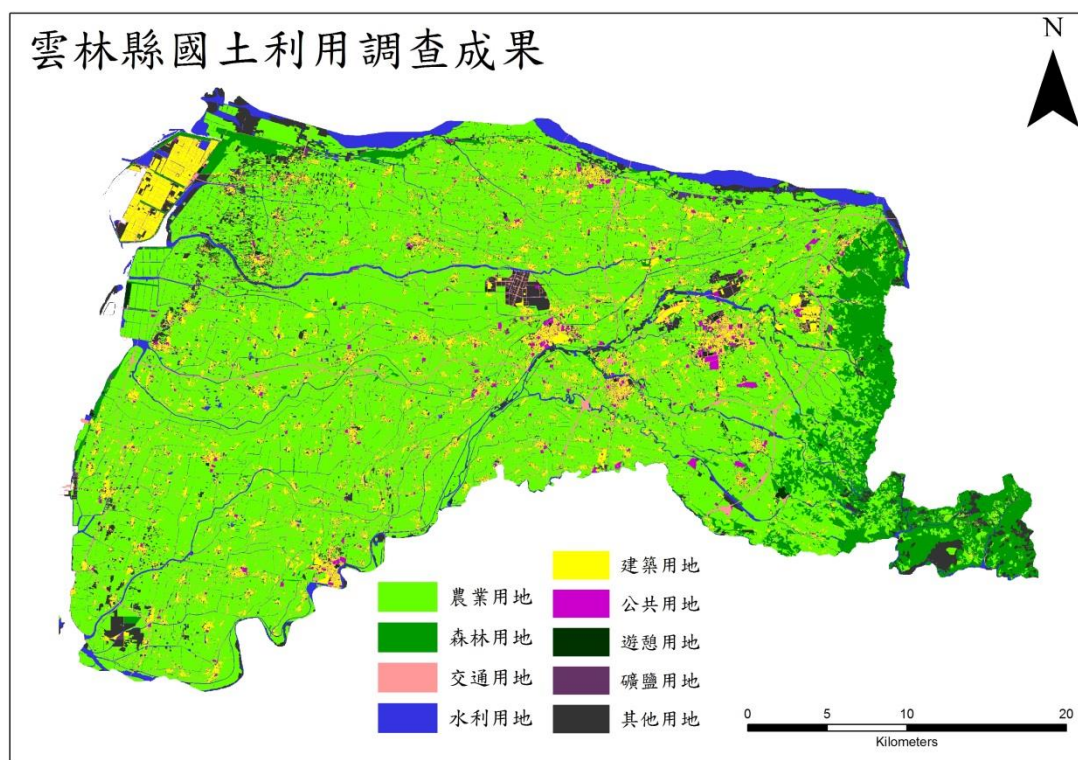 雲林縣國土利用調查成果
N
農業用地
森林用地
交通用地
水利用地
建築用地
公共用地
遊憩用地
礦鹽用地
其他用地
0 5 10 20
Kilometers